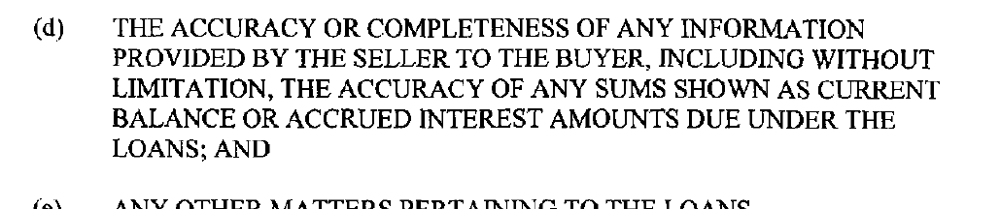 (d) THE ACCURACY OR COMPLETENESS OF ANY INFORMATION
PROVIDED BY THE SELLER TO THE BUYER, INCLUDING WITHOUT
LIMITATION, THE ACCURACY OF ANY SUMS SHOWN AS CURRENT
BALANCE OR ACCRUED INTEREST AMOUNTS DUE UNDER THE
LOANS; AND
(e) ANY OTHER MATTERS PERTAINING TO THE LOANS